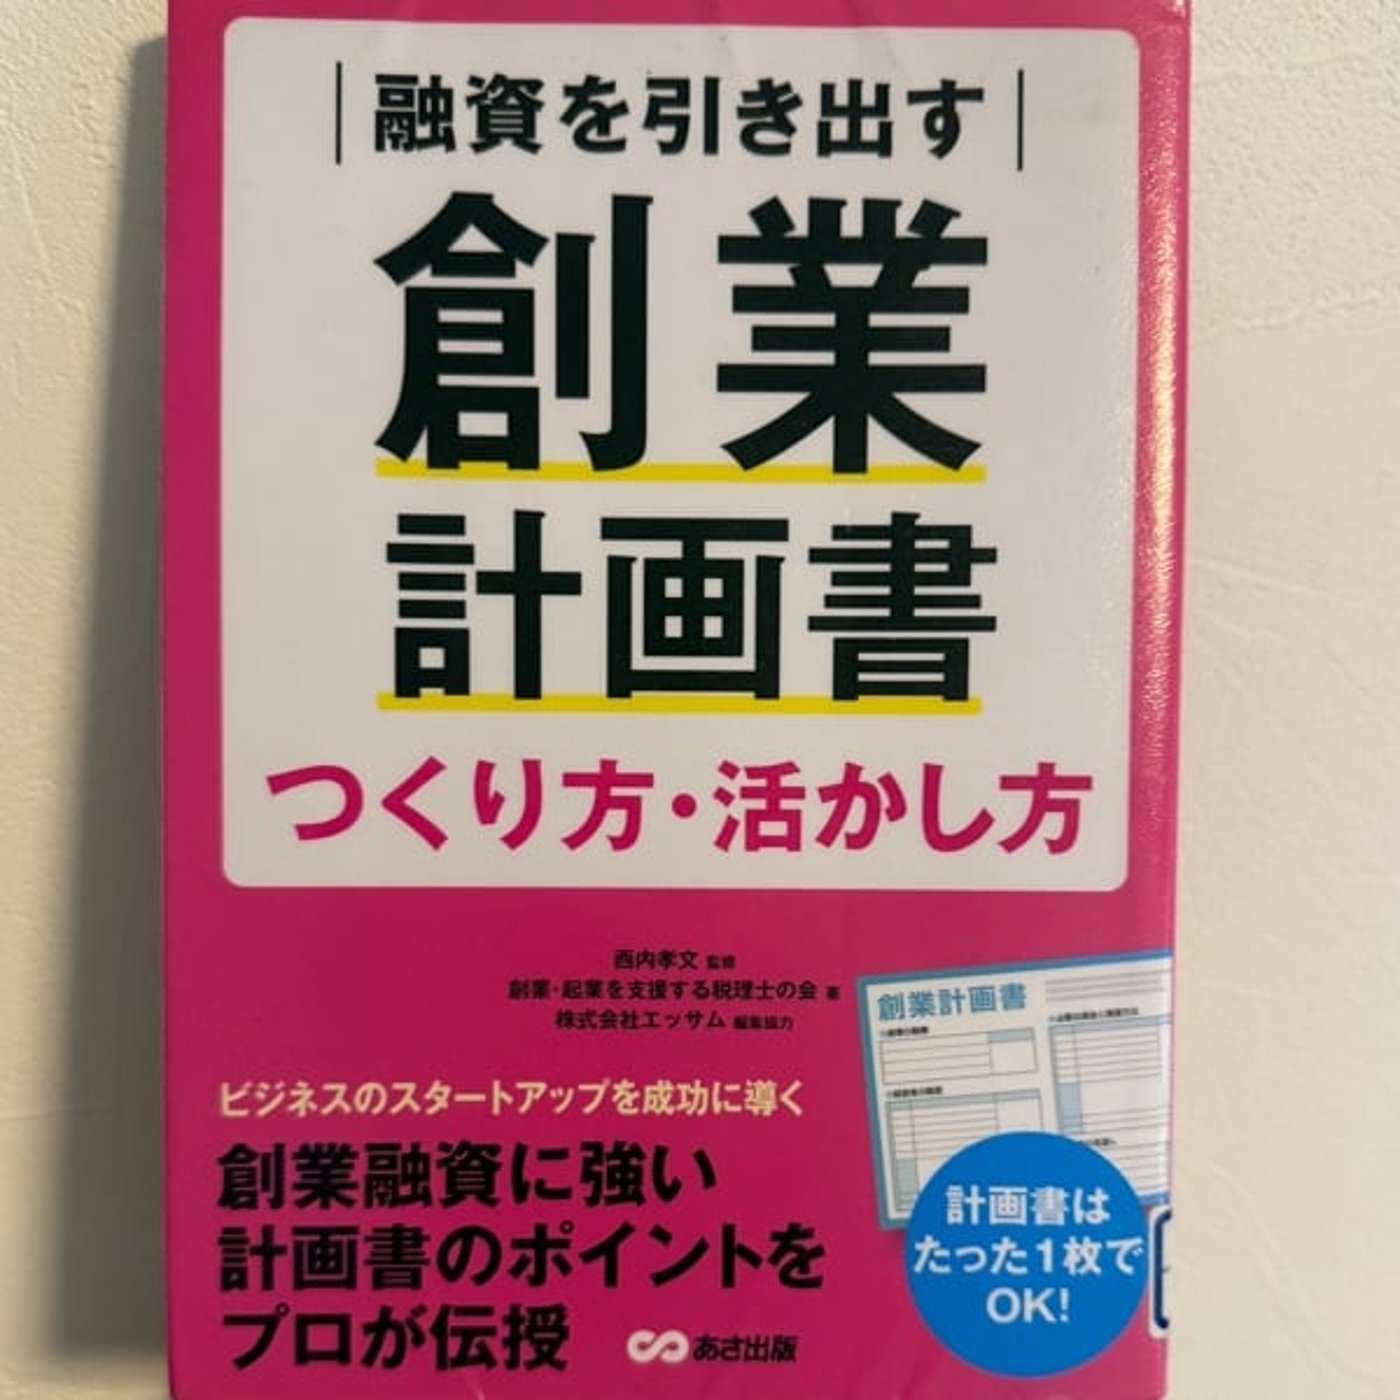 融資を引き出す
創業
計画書
つくり方・活かし方
西内孝文 監修
創業・起業を支援する税理士の会 著
株式会社エッサム 編集協力
ビジネスのスタートアップを成功に導く
創業融資に強い
計画書のポイントを
プロが伝授
あさ出版
創業計画書
計画書は
たった1枚で
OK!